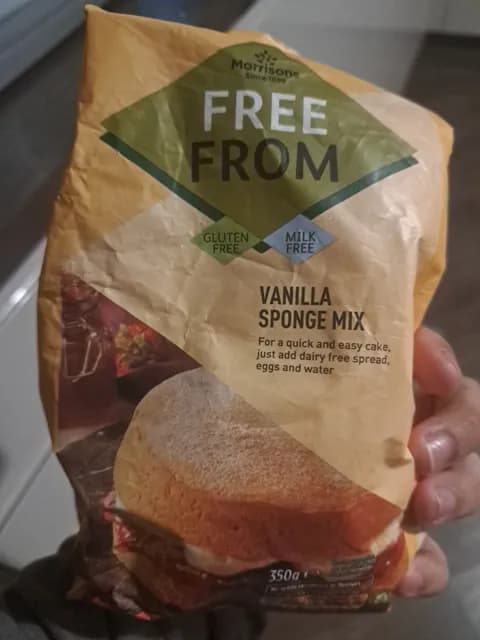 Morrisons
Since 1899
FREE
FROM
GLUTEN
FREE
MILK
FREE
VANILLA
SPONGE MIX
For a quick and easy cake,
just add dairy free spread,
eggs and water
350g